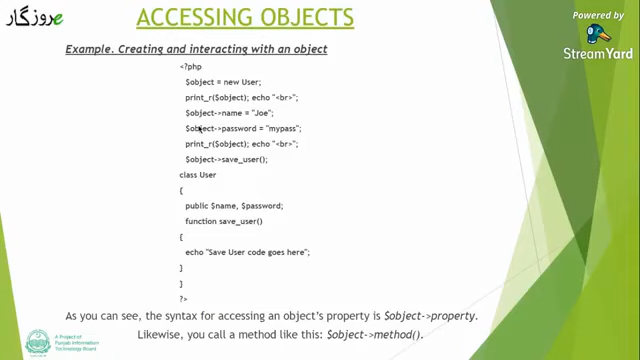 eروزگار
ACCESSING OBJECTS
Powered by
StreamYard
Example. Creating and interacting with an object
<?php
$object = new User;
print_r($object); echo "<br>";
$object->name = "Joe";
$object->password = "mypass";
print_r($object); echo "<br>";
$object->save_user();
class User
{
public $name, $password;
function save_user()
{
echo "Save User code goes here";
}
}
?>
As you can see, the syntax for accessing an object's property is $object->property.
Likewise, you call a method like this: $object->method().
A Project of
Punjab Information
Technology Board